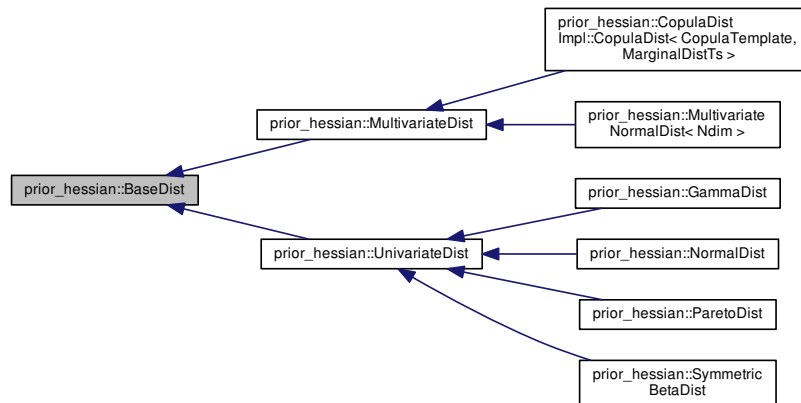 prior_hessian::CopulaDist
Impl::CopulaDist< CopulaTemplate,
MarginalDistTs >
prior_hessian::MultivariateDist
prior_hessian::Multivariate
NormalDist< Ndim >
prior_hessian::BaseDist
prior_hessian::GammaDist
prior_hessian::UnivariateDist
prior_hessian::NormalDist
prior_hessian::ParetoDist
prior_hessian::Symmetric
BetaDist